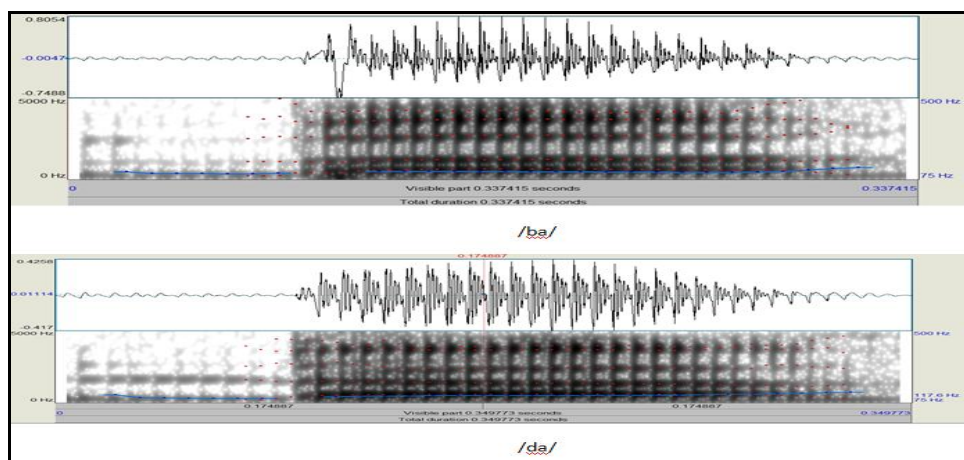 0.8054
-0.0047
-0.7488
5000 Hz 500 Hz
0 Hz 75 Hz
0 Visible part 0.337415 seconds 0.337415
Total duration 0.337415 seconds
/ba/
0.174887
0.4258
0.01114
-0.417
5000 Hz 500 Hz
0 Hz 117.6 Hz
75 Hz
0.174887 0.174887
0 Visible part 0.349773 seconds 0.349773
Total duration 0.349773 seconds
/da/